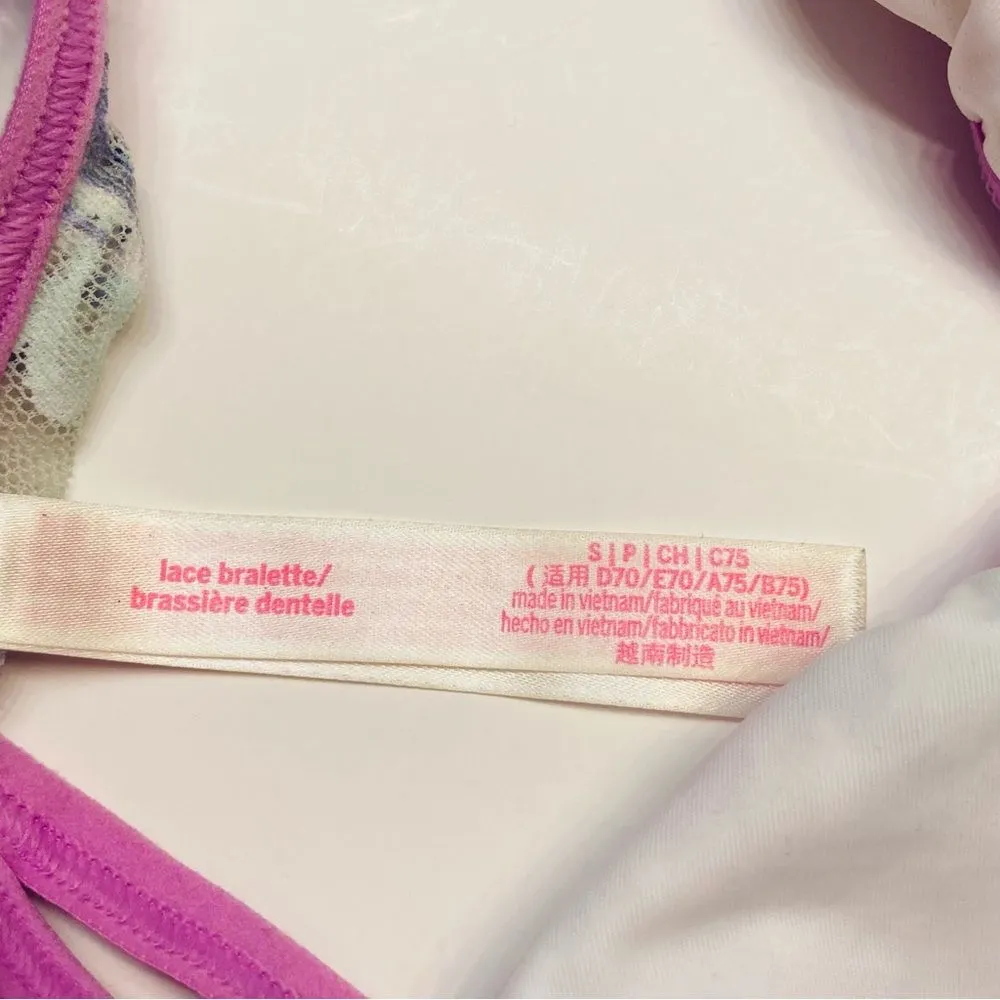 lace bralette/
brassière dentelle
S | P | CH | C75
( 适用 D70/E70/A75/B75)
made in vietnam/fabriqué au vietnam/
hecho en vietnam/fabbricato in vietnam/
越南制造